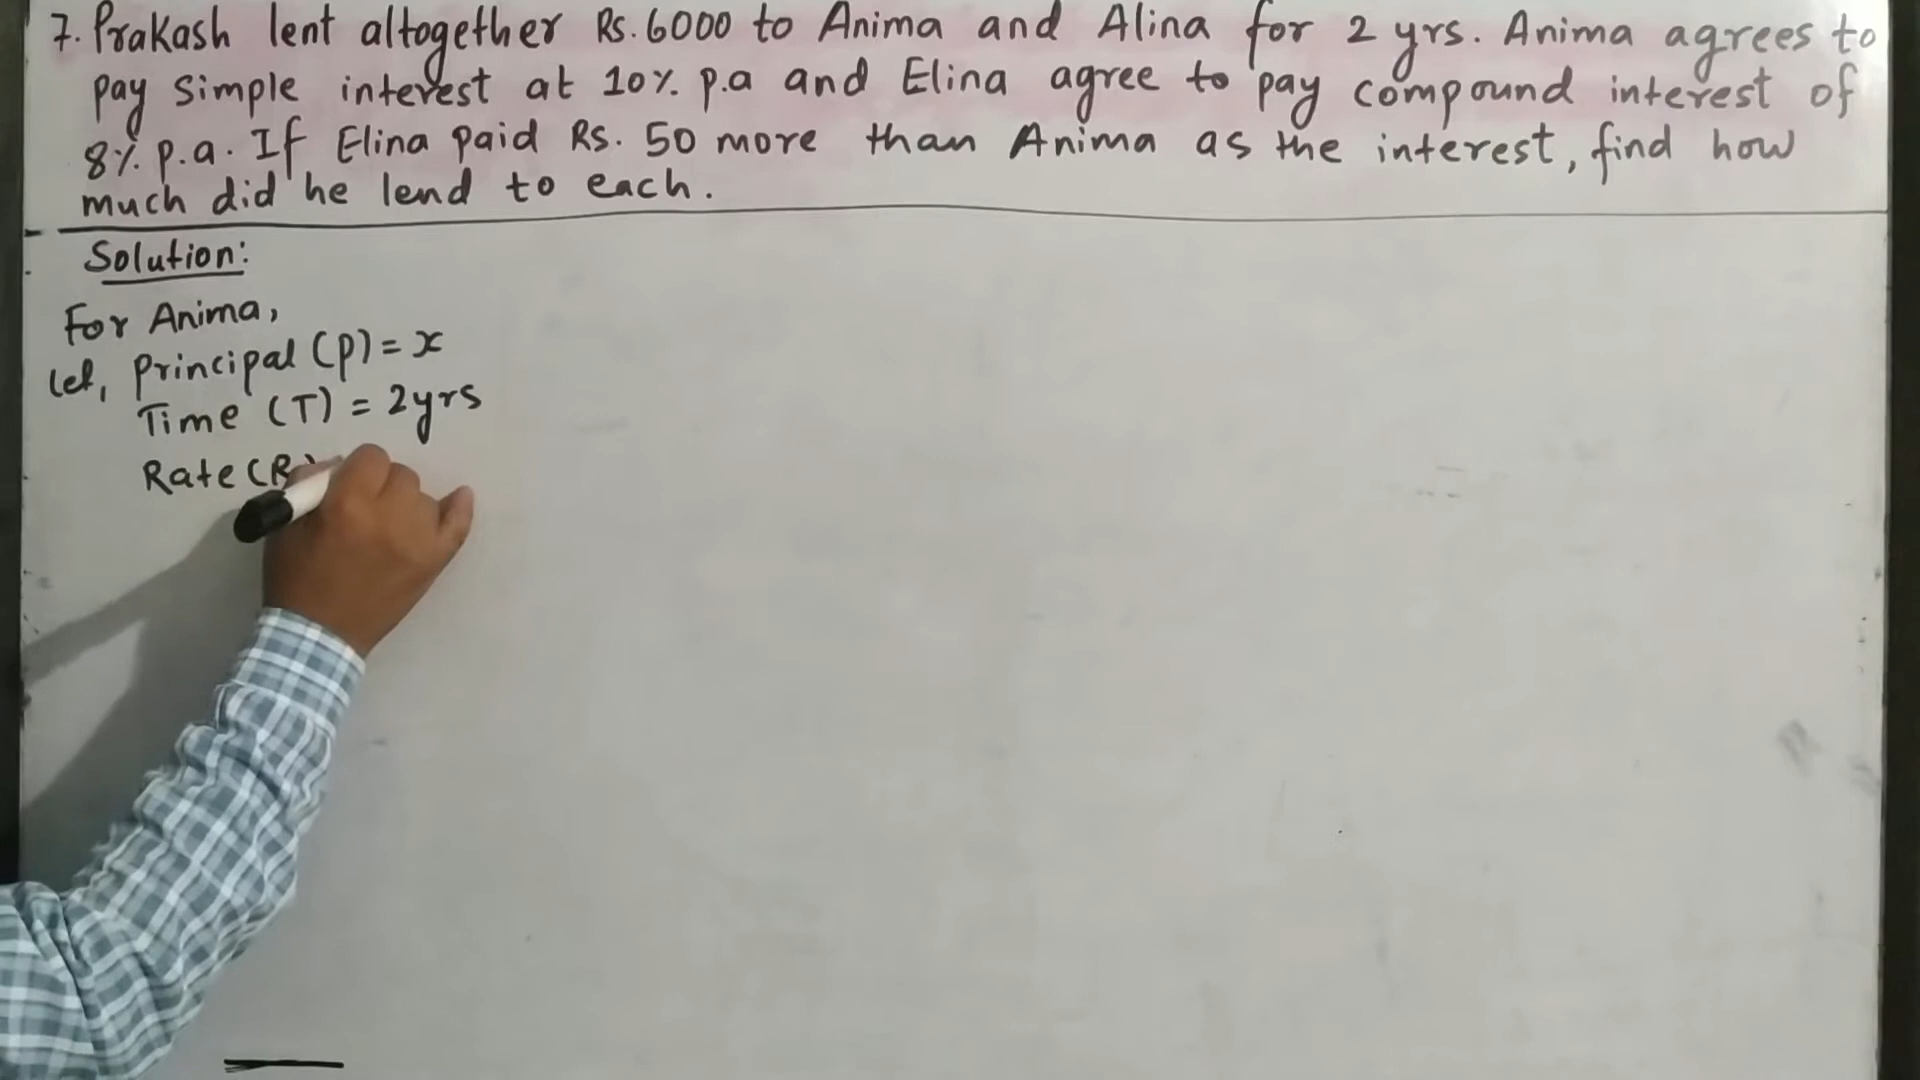 7. Prakash lent altogether Rs. 6000 to Anima and Alina for 2 yrs. Anima agrees to
pay simple interest at 10% p.a and Elina agree to pay compound interest of
8% p.a. If Elina paid Rs. 50 more than Anima as the interest, find how
much did he lend to each.
Solution:
For Anima,
Let, Principal (P) = x
Time (T) = 2yrs
Rate (R)